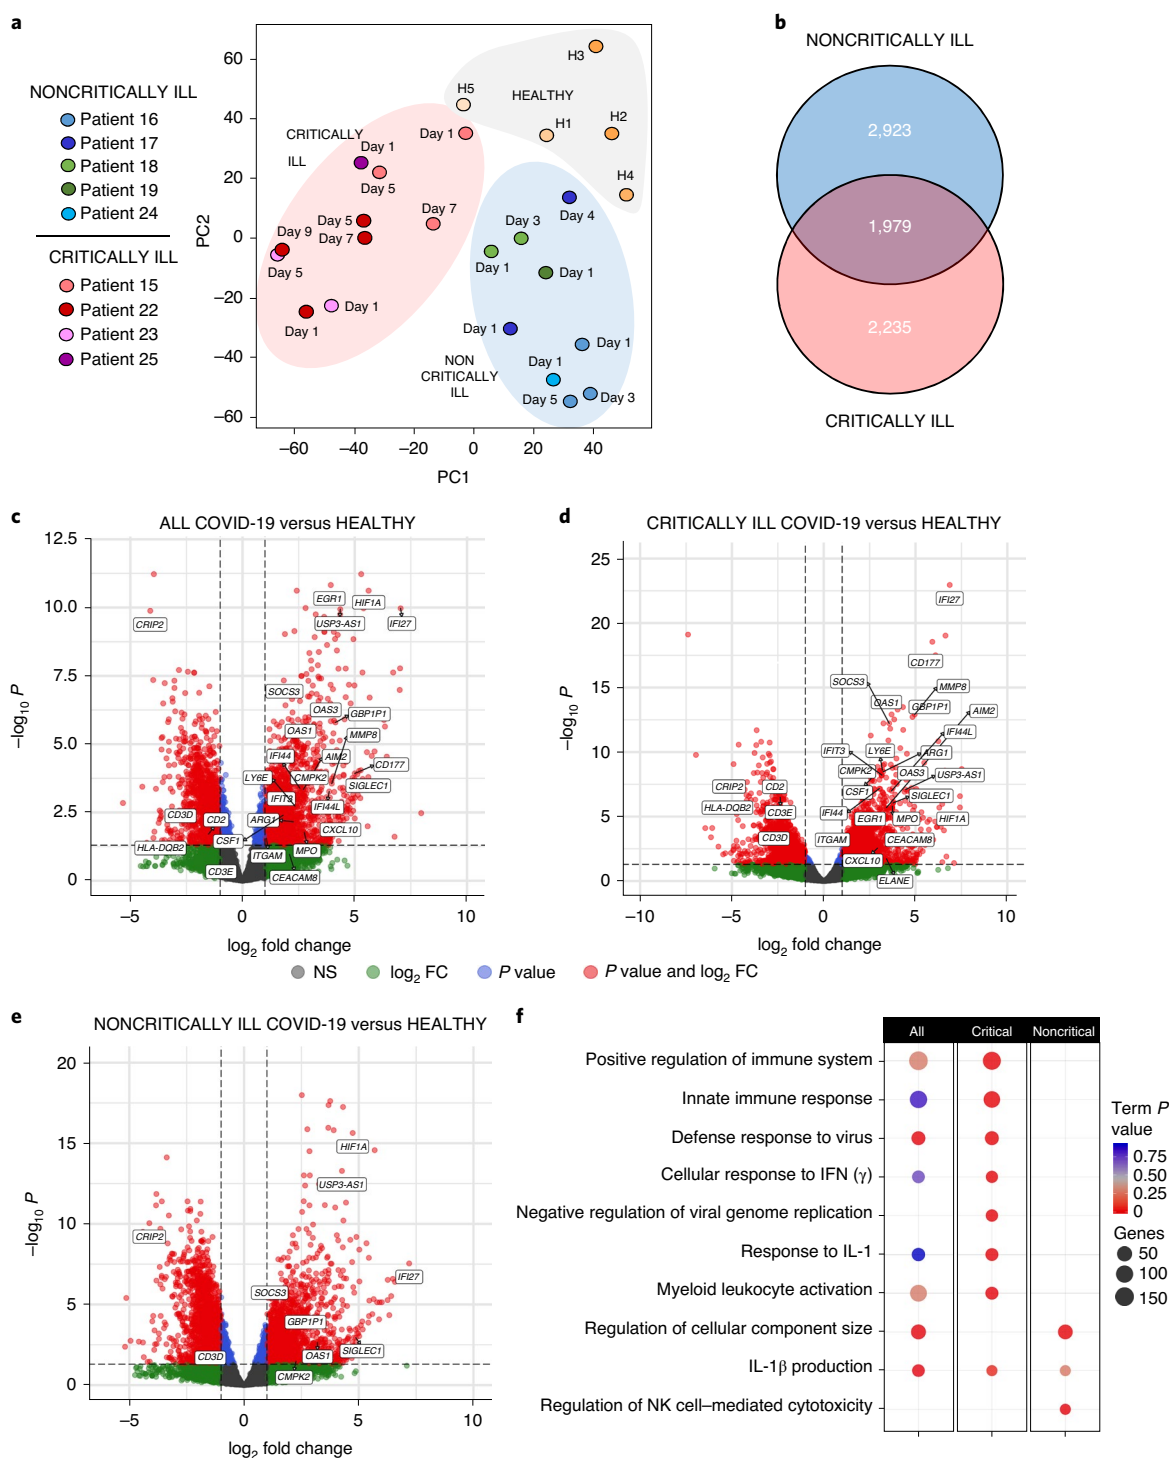 a
NONCRITICALLY ILL
Patient 16
Patient 17
Patient 18
Patient 19
Patient 24
CRITICALLY ILL
Patient 15
Patient 22
Patient 23
Patient 25
PC2
60
40
20
0
–20
–40
–60
–60 –40 –20 0 20 40
PC1
H3
H5
HEALTHY
H1
H2
H4
CRITICALLY
ILL
Day 1
Day 1
Day 5
Day 7
Day 5
Day 7
Day 9
Day 5
Day 1
Day 1
Day 4
Day 3
Day 1
Day 1
Day 1
Day 1
NON
CRITICALLY
ILL
Day 1
Day 5
Day 3
b
NONCRITICALLY ILL
2,923
1,979
2,235
CRITICALLY ILL
c
ALL COVID-19 versus HEALTHY
–log10 P
12.5
10.0
7.5
5.0
2.5
0
–5 0 5 10
log2 fold change
EGR1
HIF1A
CRIP2
USP3-AS1
IFI27
SOCS3
OAS3
GBP1P1
OAS1
MMP8
IFI44
AIM2
CD177
LY6E
CMPK2
SIGLEC1
IFIT3
IFI44L
CD3D
CD2
ARG1
CXCL10
CSF1
HLA-DQB2
ITGAM
MPO
CD3E
CEACAM8
d
CRITICALLY ILL COVID-19 versus HEALTHY
–log10 P
25
20
15
10
5
0
–10 –5 0 5 10
log2 fold change
IFI27
CD177
SOCS3
MMP8
OAS1
GBP1P1
AIM2
IFI44L
IFIT3
LY6E
ARG1
CMPK2
OAS3
USP3-AS1
CRIP2
CD2
CSF1
SIGLEC1
HLA-DQB2
CD3E
IFI44
EGR1
MPO
HIF1A
CD3D
ITGAM
CEACAM8
CXCL10
ELANE
NS
log2 FC
P value
P value and log2 FC
e
NONCRITICALLY ILL COVID-19 versus HEALTHY
–log10 P
20
15
10
5
0
–5 0 5 10
log2 fold change
HIF1A
USP3-AS1
CRIP2
IFI27
SOCS3
GBP1P1
SIGLEC1
CD3D
OAS1
CMPK2
f
All Critical Noncritical
Positive regulation of immune system
Innate immune response
Defense response to virus
Cellular response to IFN (γ)
Negative regulation of viral genome replication
Response to IL-1
Myeloid leukocyte activation
Regulation of cellular component size
IL-1β production
Regulation of NK cell–mediated cytotoxicity
Term P
value
0.75
0.50
0.25
0
Genes
50
100
150